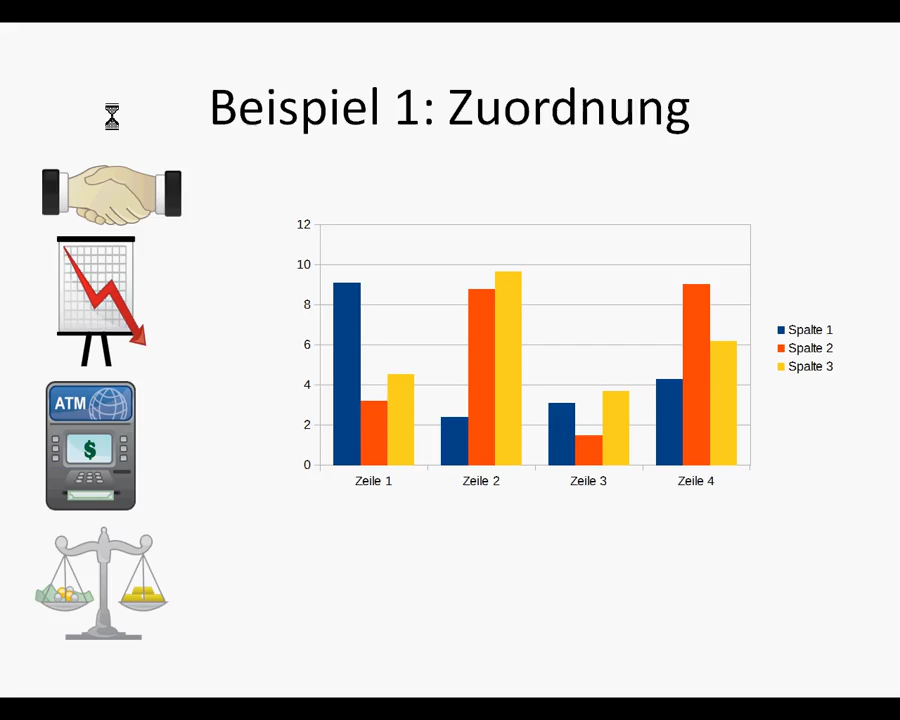 Beispiel 1: Zuordnung
12
10
8
6
4
2
0
Zeile 1
Zeile 2
Zeile 3
Zeile 4
Spalte 1
Spalte 2
Spalte 3
ATM
$